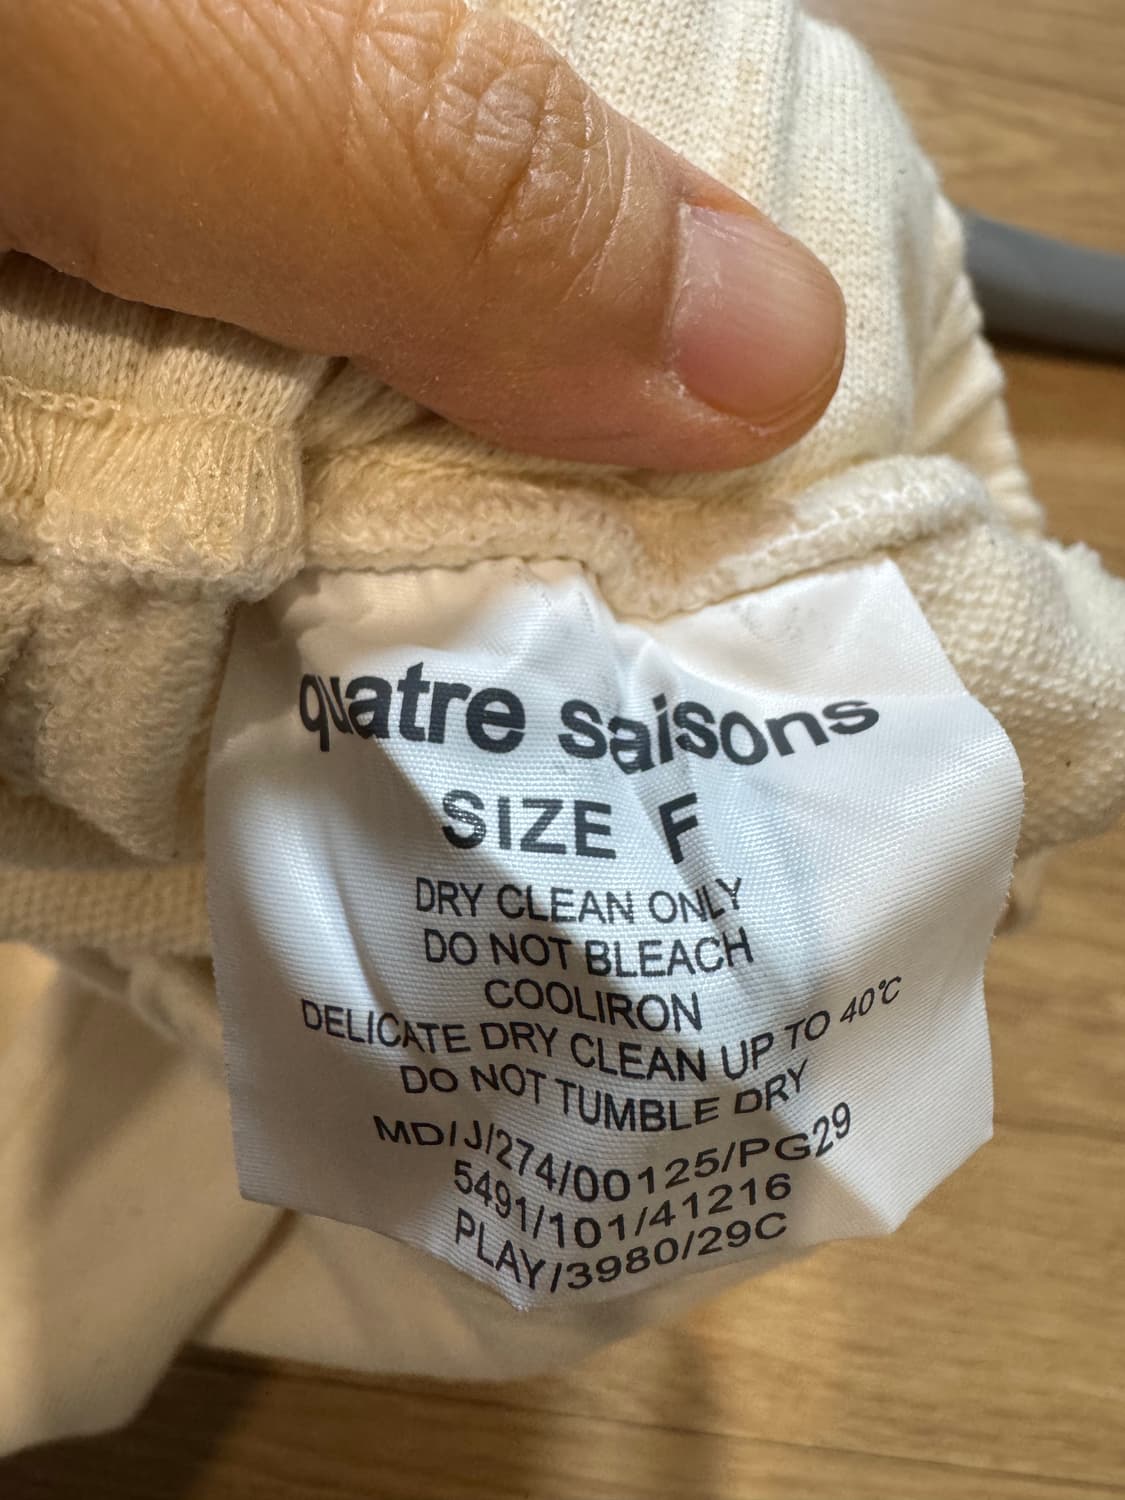 quatre saisons
SIZE F
DRY CLEAN ONLY
DO NOT BLEACH
COOLIRON
DELICATE DRY CLEAN UP TO 40℃
DO NOT TUMBLE DRY
MD/J/274/00125/PG29
5491/101/41216
PLAY/3980/29C